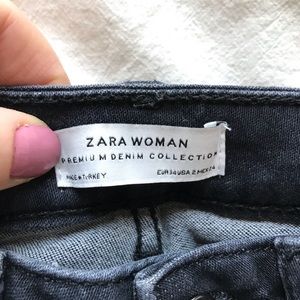 ZARA WOMAN
PREMIUM DENIM COLLECTION
MADE IN TURKEY EUR 34 USA 2 MEX 24